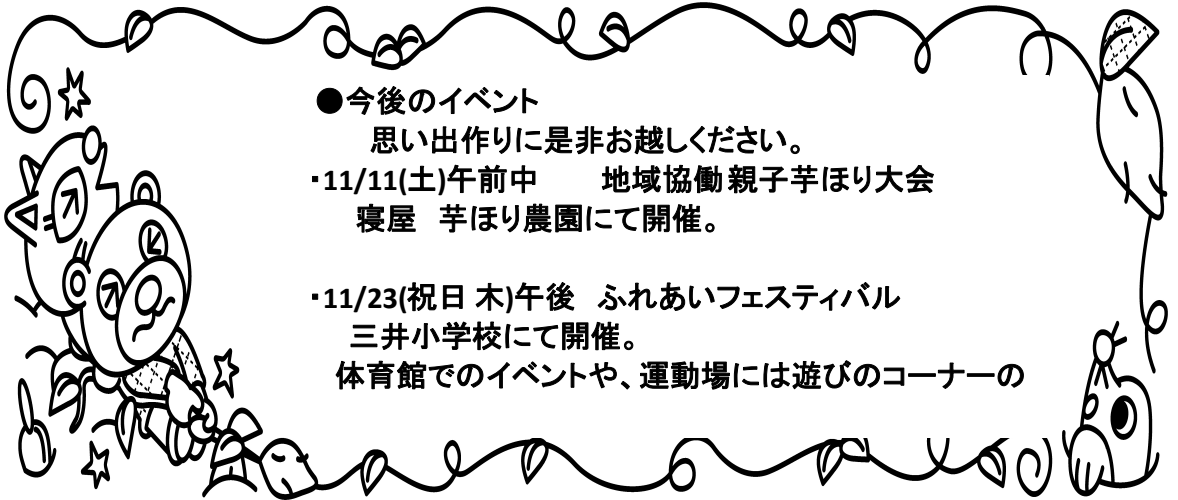 ●今後のイベント
思い出作りに是非お越しください。
・11/11(土)午前中　　地域協働 親子芋ほり大会
寝屋　芋ほり農園にて開催。
・11/23(祝日 木)午後　ふれあいフェスティバル
三井小学校にて開催。
体育館でのイベントや、運動場には遊びのコーナーの